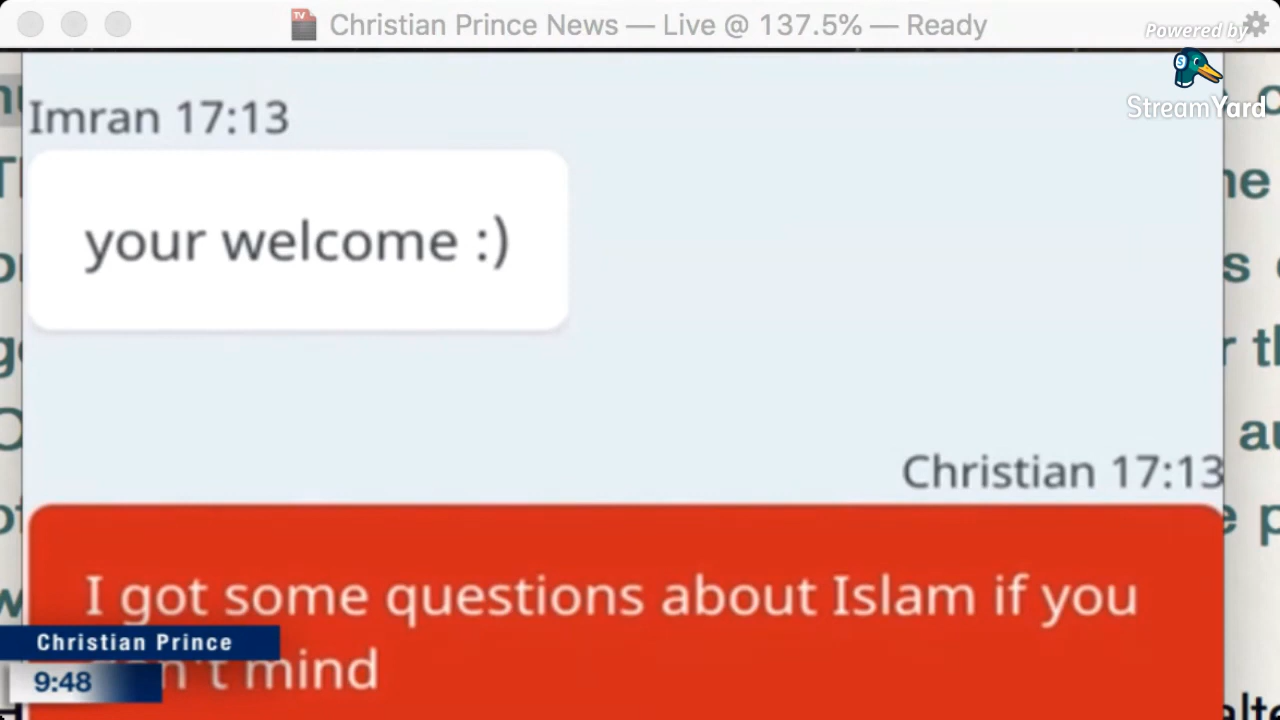 Christian Prince News — Live @ 137.5% — Ready
Powered by
StreamYard
Imran 17:13
your welcome :)
Christian 17:13
I got some questions about Islam if you
mind
Christian Prince
9:48